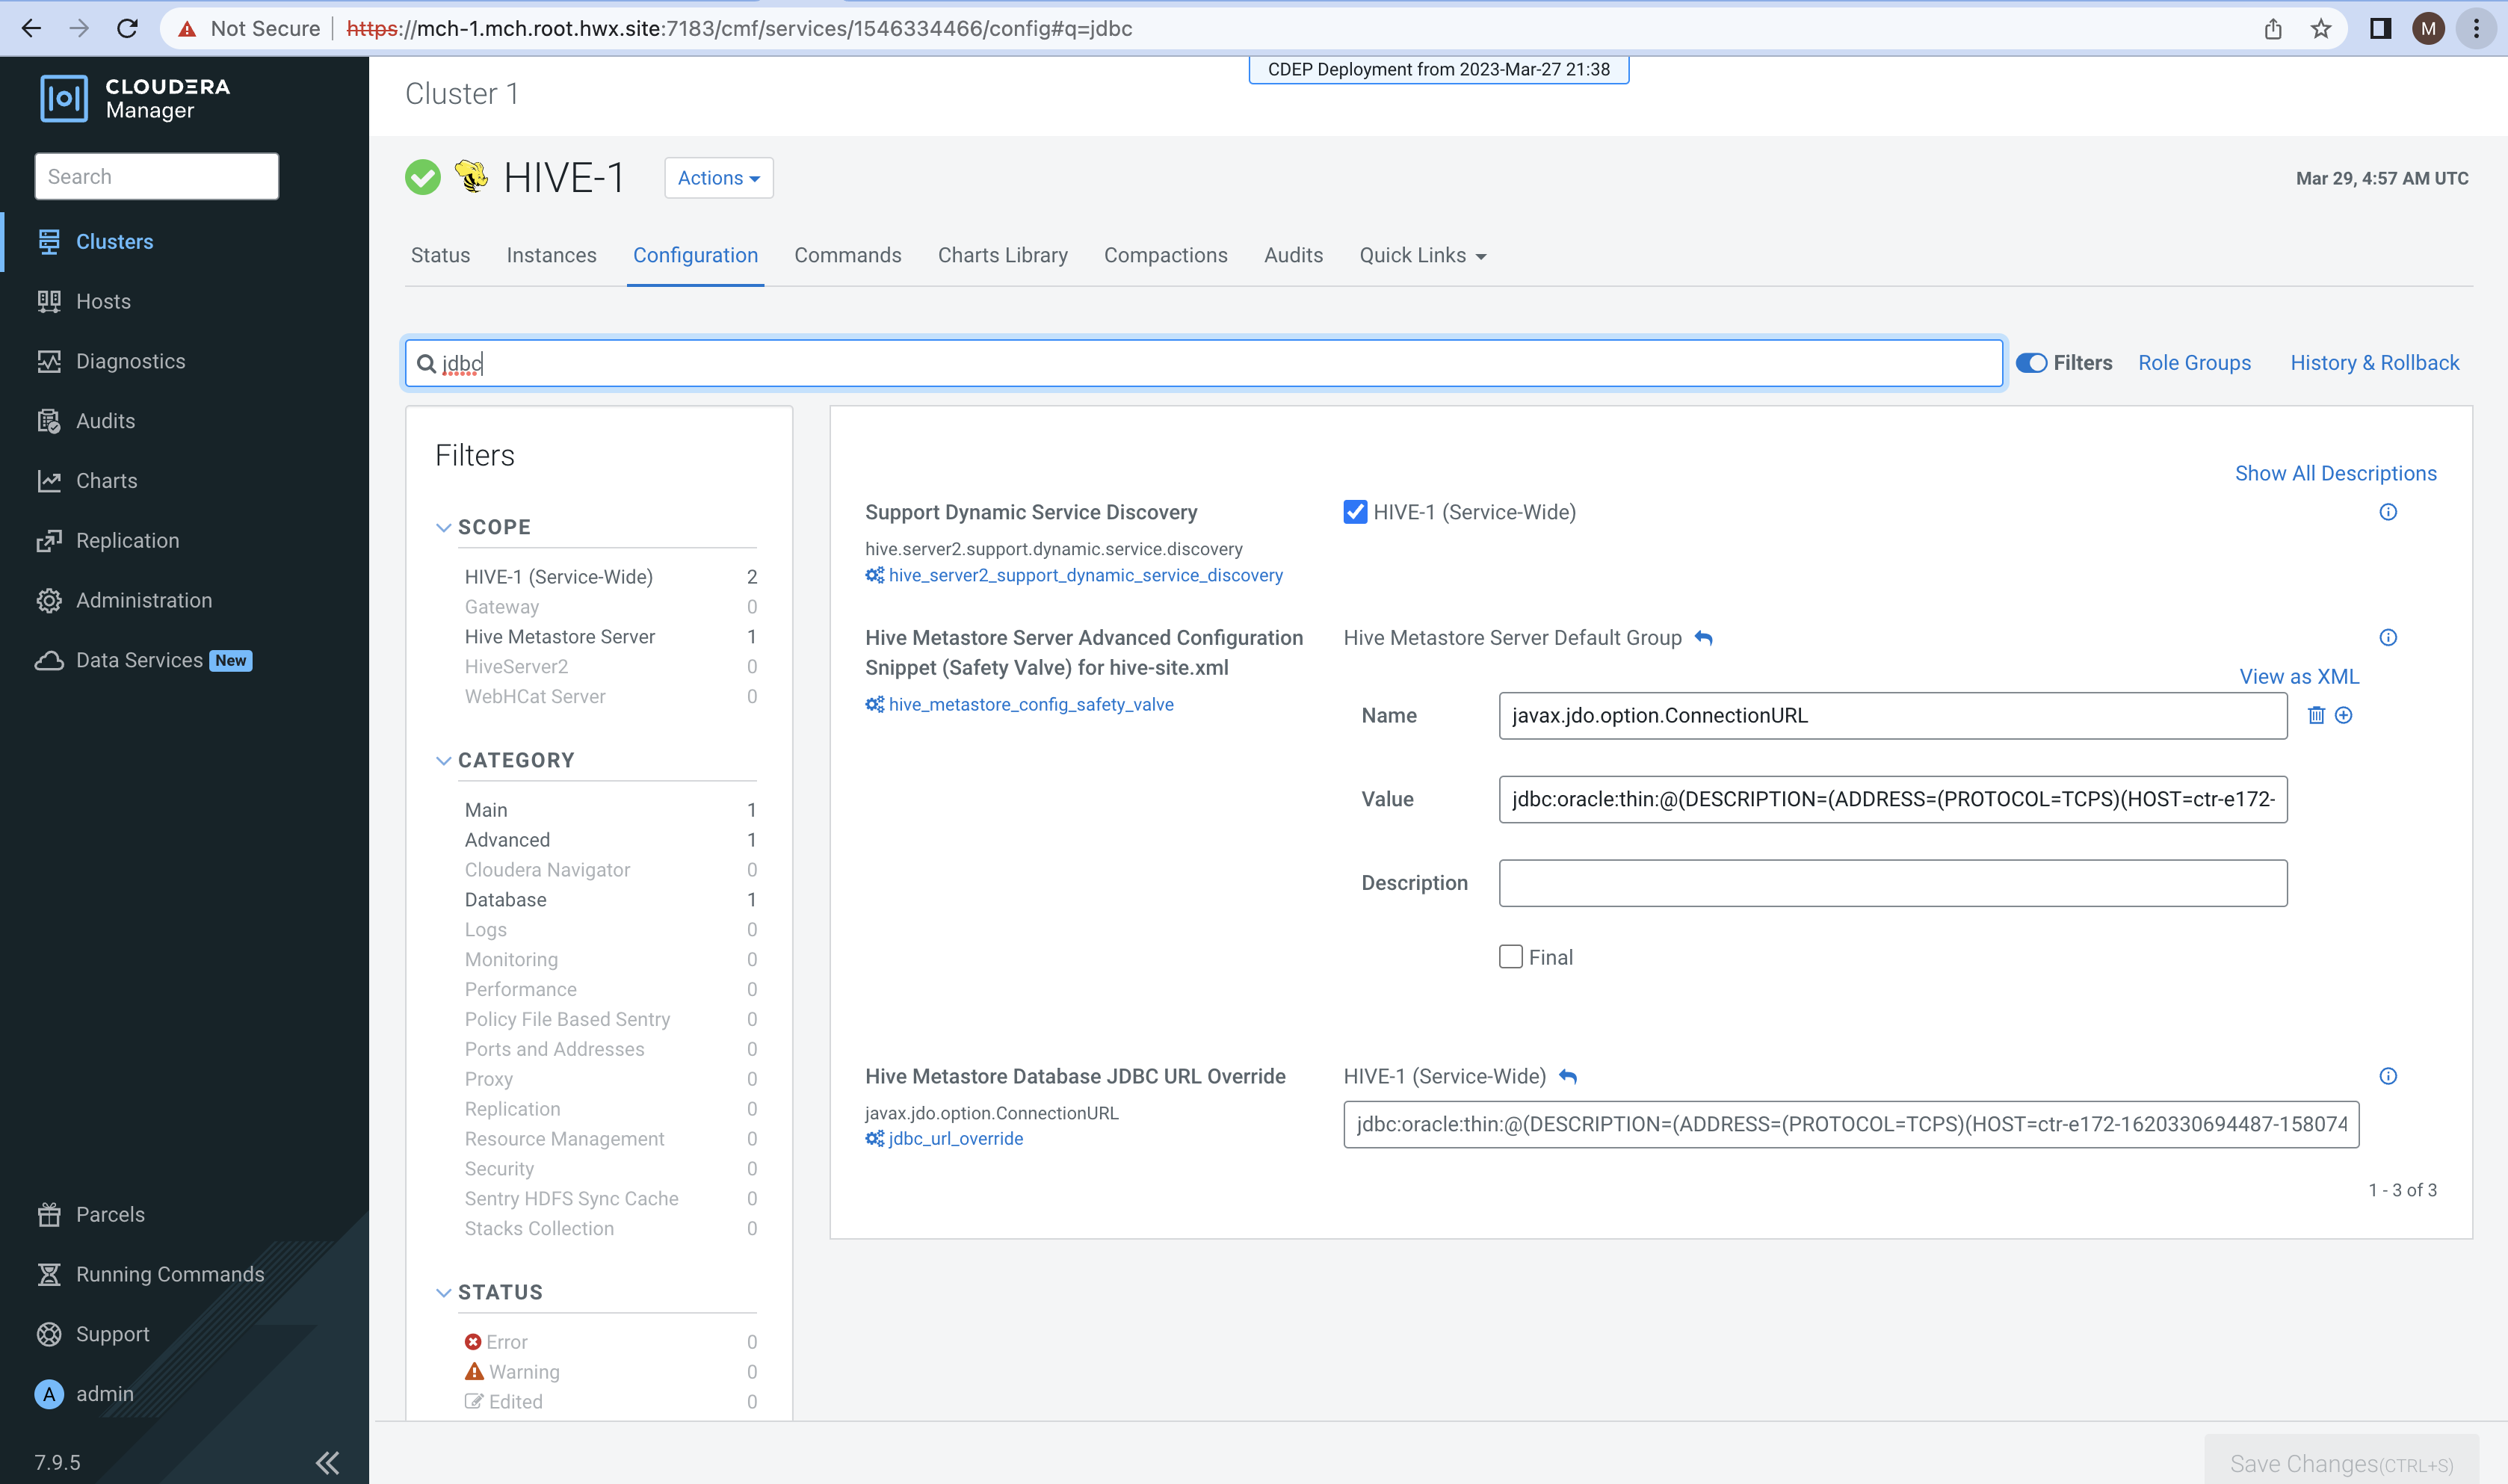 Not Secure
https://mch-1.mch.root.hwx.site:7183/cmf/services/1546334466/config#q=jdbc
M
CLOUDERA
Manager
Search
Clusters
Hosts
Diagnostics
Audits
Charts
Replication
Administration
Data Services New
Parcels
Running Commands
Support
A admin
7.9.5
Cluster 1
CDEP Deployment from 2023-Mar-27 21:38
HIVE-1
Actions
Mar 29, 4:57 AM UTC
Status Instances Configuration Commands Charts Library Compactions Audits Quick Links
jdbc
Filters Role Groups History & Rollback
Filters
SCOPE
HIVE-1 (Service-Wide) 2
Gateway 0
Hive Metastore Server 1
HiveServer2 0
WebHCat Server 0
CATEGORY
Main 1
Advanced 1
Cloudera Navigator 0
Database 1
Logs 0
Monitoring 0
Performance 0
Policy File Based Sentry 0
Ports and Addresses 0
Proxy 0
Replication 0
Resource Management 0
Security 0
Sentry HDFS Sync Cache 0
Stacks Collection 0
STATUS
Error 0
Warning 0
Edited 0
Show All Descriptions
Support Dynamic Service Discovery
hive.server2.support.dynamic.service.discovery
hive_server2_support_dynamic_service_discovery
HIVE-1 (Service-Wide)
Hive Metastore Server Advanced Configuration
Snippet (Safety Valve) for hive-site.xml
hive_metastore_config_safety_valve
Hive Metastore Server Default Group
View as XML
Name javax.jdo.option.ConnectionURL
Value jdbc:oracle:thin:@(DESCRIPTION=(ADDRESS=(PROTOCOL=TCPS)(HOST=ctr-e172-
Description
Final
Hive Metastore Database JDBC URL Override
javax.jdo.option.ConnectionURL
jdbc_url_override
HIVE-1 (Service-Wide)
jdbc:oracle:thin:@(DESCRIPTION=(ADDRESS=(PROTOCOL=TCPS)(HOST=ctr-e172-1620330694487-158074
1 - 3 of 3
Save Changes(CTRL+S)